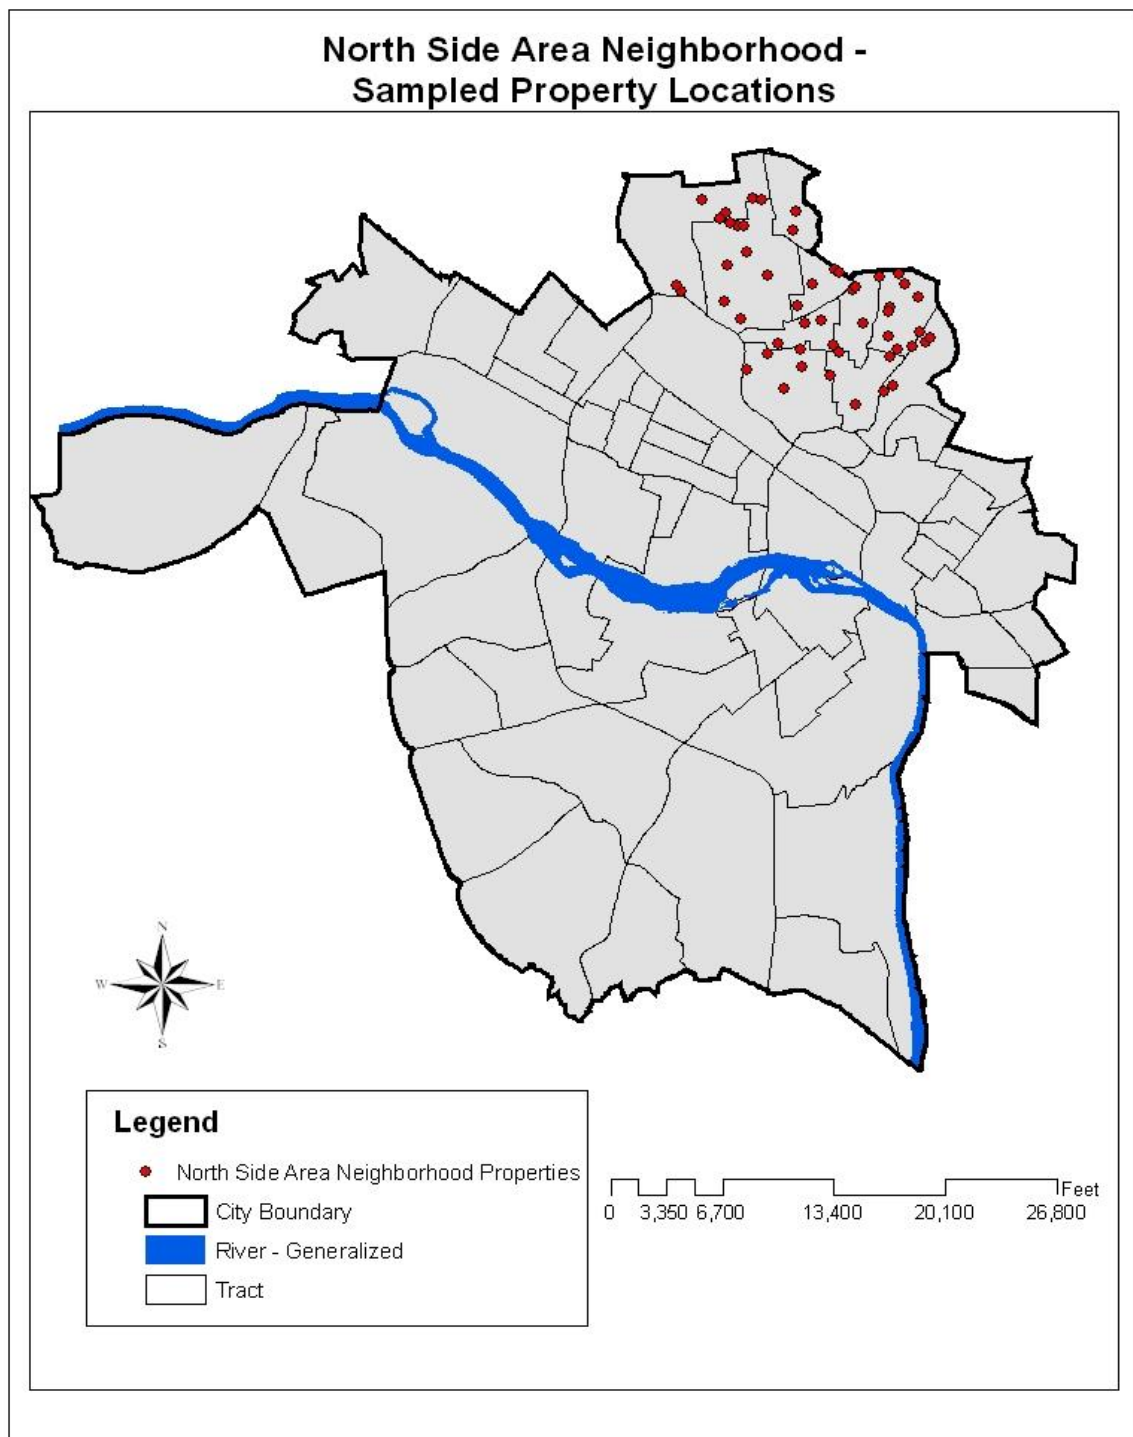 North Side Area Neighborhood -
Sampled Property Locations
N
W
E
S
Legend
North Side Area Neighborhood Properties
City Boundary
River - Generalized
Tract
Feet
0 3,350 6,700 13,400 20,100 26,800